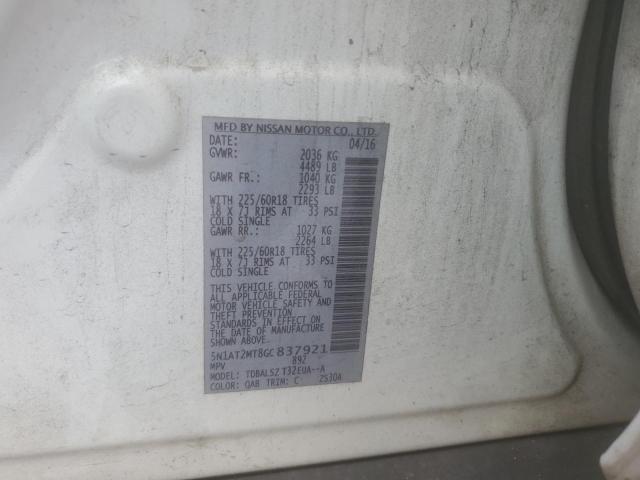 MFD BY NISSAN MOTOR CO., LTD.
DATE: 04/16
GVWR: 2036 KG
4489 LB
GAWR FR.: 1040 KG
2293 LB
WITH 225/60R18 TIRES
18 X 7J RIMS AT 33 PSI
COLD SINGLE
GAWR RR.: 1027 KG
2264 LB
WITH 225/60R18 TIRES
18 X 7J RIMS AT 33 PSI
COLD SINGLE
THIS VEHICLE CONFORMS TO
ALL APPLICABLE FEDERAL
MOTOR VEHICLE SAFETY AND
THEFT PREVENTION
STANDARDS IN EFFECT ON
THE DATE OF MANUFACTURE
SHOWN ABOVE.
5N1AT2MT8GC837921
MPV 892
MODEL: TDBALSZ T32EUA--A
COLOR: QAB TRIM: C 2530A